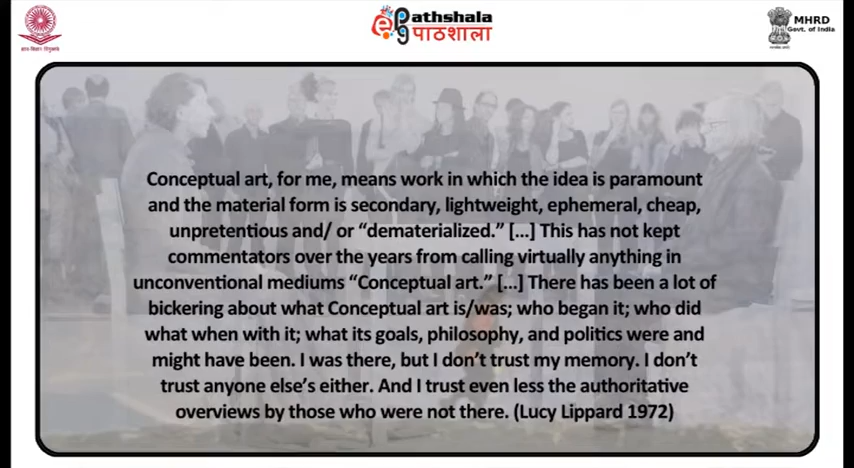 ePathshala
पाठशाला
MHRD
Govt. of India
Conceptual art, for me, means work in which the idea is paramount
and the material form is secondary, lightweight, ephemeral, cheap,
unpretentious and/ or “dematerialized.” [...] This has not kept
commentators over the years from calling virtually anything in
unconventional mediums “Conceptual art.” [...] There has been a lot of
bickering about what Conceptual art is/was; who began it; who did
what when with it; what its goals, philosophy, and politics were and
might have been. I was there, but I don’t trust my memory. I don’t
trust anyone else’s either. And I trust even less the authoritative
overviews by those who were not there. (Lucy Lippard 1972)